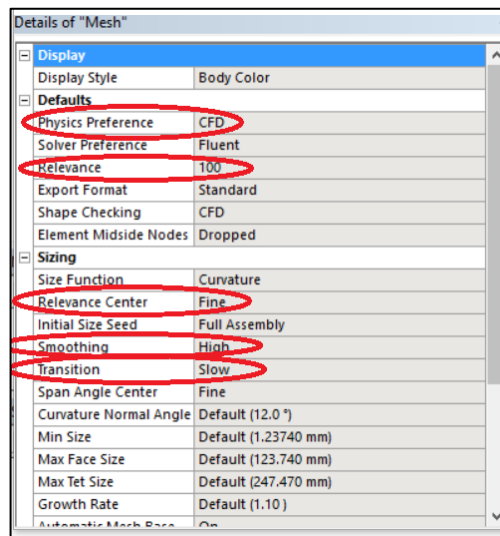 Details of "Mesh"
Display
Display Style Body Color
Defaults
Physics Preference CFD
Solver Preference Fluent
Relevance 100
Export Format Standard
Shape Checking CFD
Element Midside Nodes Dropped
Sizing
Size Function Curvature
Relevance Center Fine
Initial Size Seed Full Assembly
Smoothing High
Transition Slow
Span Angle Center Fine
Curvature Normal Angle Default (12.0 °)
Min Size Default (1.23740 mm)
Max Face Size Default (123.740 mm)
Max Tet Size Default (247.470 mm)
Growth Rate Default (1.10 )
Automatic Mesh Base On